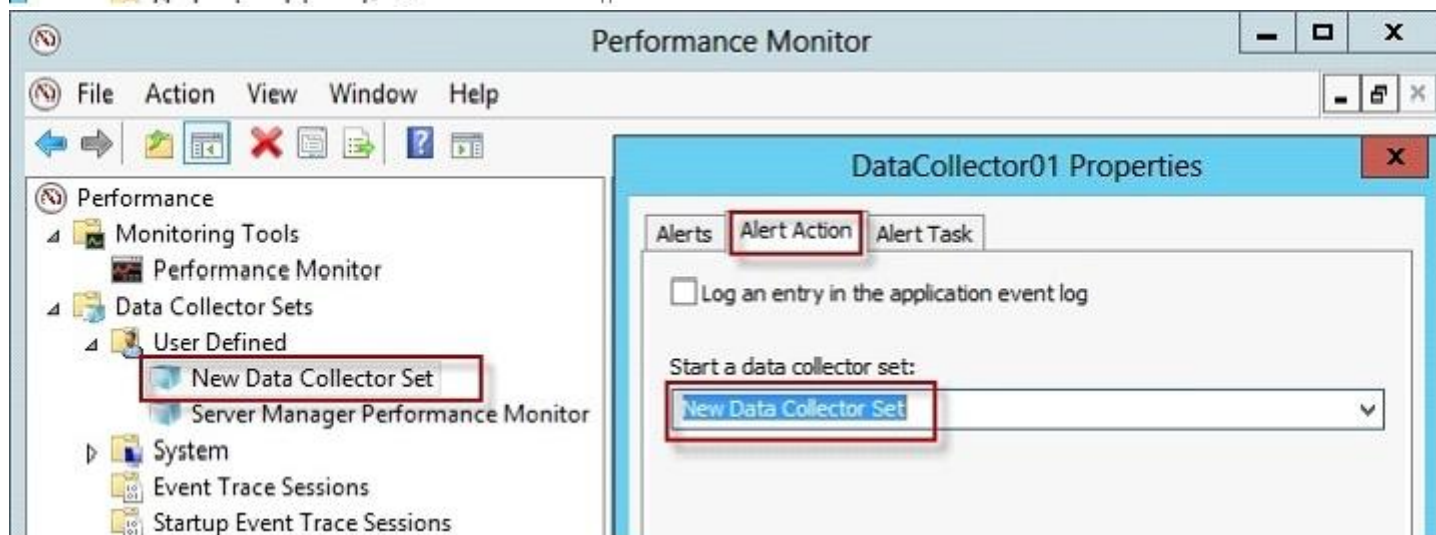 Performance Monitor
File Action View Window Help
DataCollector01 Properties
Performance
Monitoring Tools
Performance Monitor
Data Collector Sets
User Defined
New Data Collector Set
Server Manager Performance Monitor
System
Event Trace Sessions
Startup Event Trace Sessions
Alerts Alert Action Alert Task
Log an entry in the application event log
Start a data collector set:
New Data Collector Set